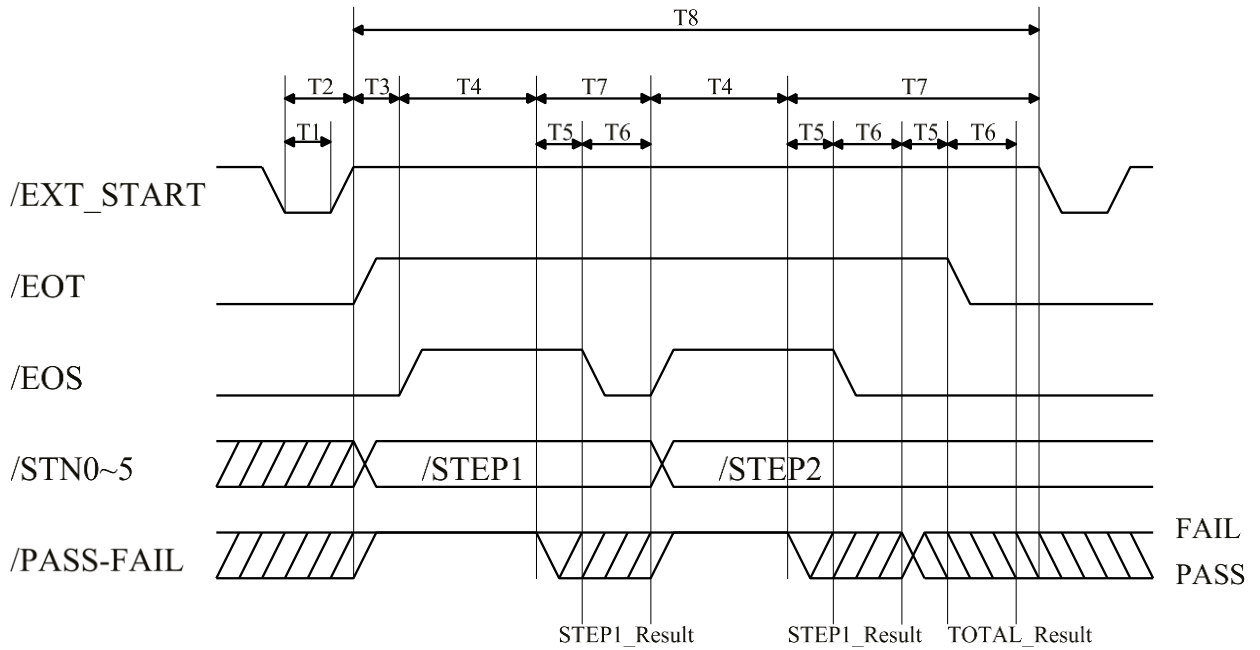 T8
T2 T3 T4 T7 T4 T7
T1 T5 T6 T5 T6 T5 T6
/EXT_START
/EOT
/EOS
/STN0~5 /STEP1 /STEP2
/PASS-FAIL FAIL
PASS
STEP1_Result STEP1_Result TOTAL_Result